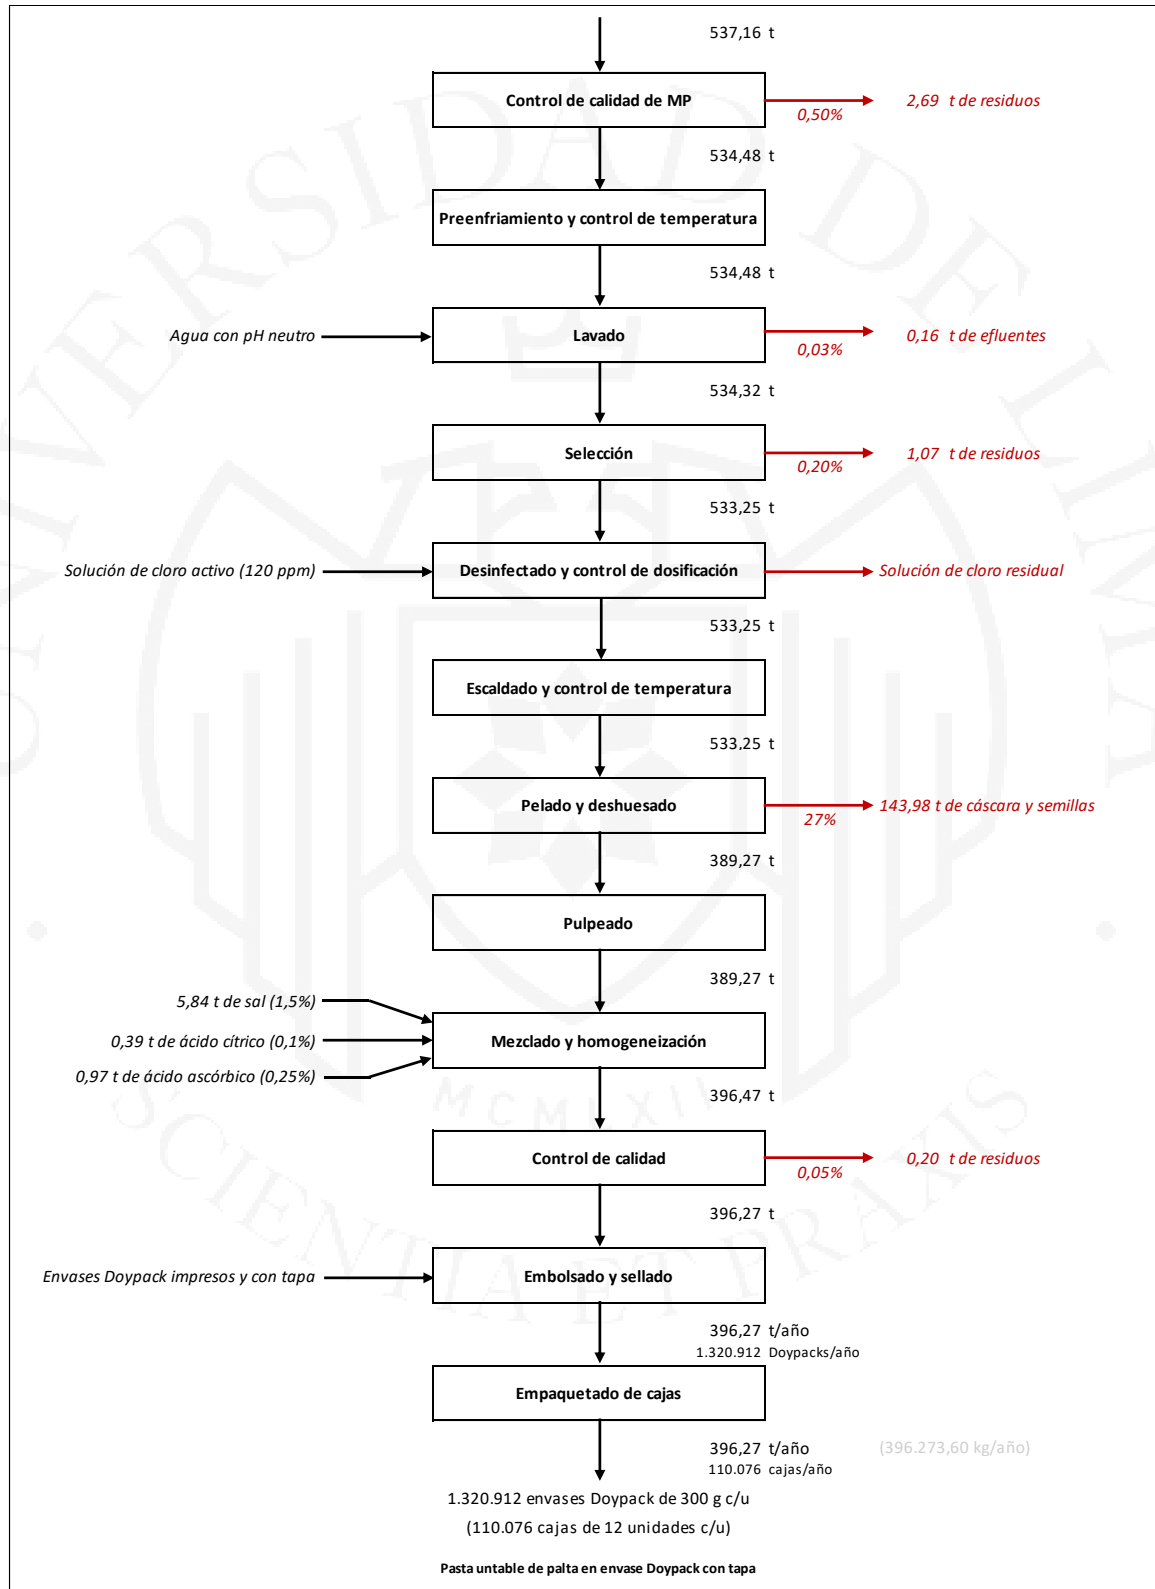 537,16 t
Control de calidad de MP
0,50%
2,69 t de residuos
534,48 t
Preenfriamiento y control de temperatura
534,48 t
Agua con pH neutro
Lavado
0,03%
0,16 t de efluentes
534,32 t
Selección
0,20%
1,07 t de residuos
533,25 t
Solución de cloro activo (120 ppm)
Desinfectado y control de dosificación
Solución de cloro residual
533,25 t
Escaldado y control de temperatura
533,25 t
Pelado y deshuesado
27%
143,98 t de cáscara y semillas
389,27 t
Pulpeado
389,27 t
5,84 t de sal (1,5%)
0,39 t de ácido cítrico (0,1%)
0,97 t de ácido ascórbico (0,25%)
Mezclado y homogeneización
396,47 t
Control de calidad
0,05%
0,20 t de residuos
396,27 t
Envases Doypack impresos y con tapa
Embolsado y sellado
396,27 t/año
1.320.912 Doypacks/año
Empaquetado de cajas
396,27 t/año (396.273,60 kg/año)
110.076 cajas/año
1.320.912 envases Doypack de 300 g c/u
(110.076 cajas de 12 unidades c/u)
Pasta untable de palta en envase Doypack con tapa
UNIVERSIDAD DE LIMA
MCMLXII
SCIENTIA ET PRAXIS